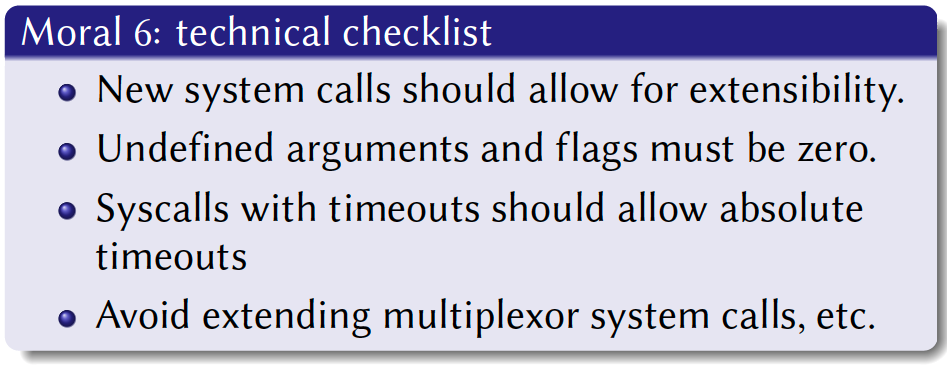 Moral 6: technical checklist
New system calls should allow for extensibility.
Undefined arguments and flags must be zero.
Syscalls with timeouts should allow absolute
timeouts
Avoid extending multiplexor system calls, etc.